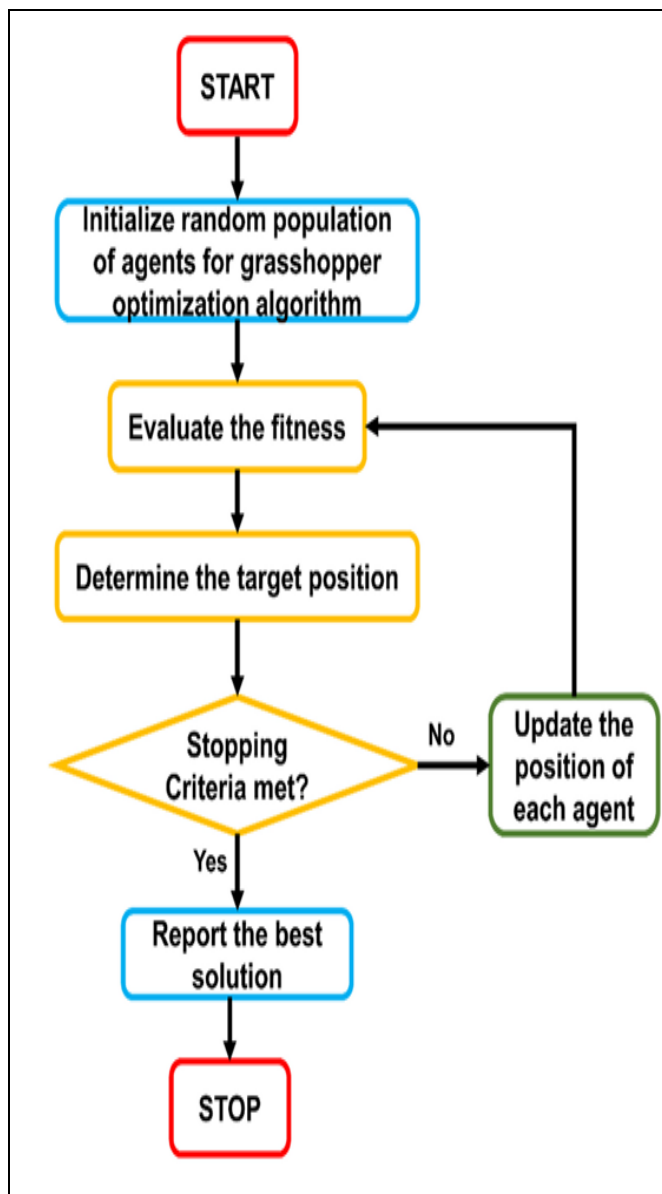 START
Initialize random population
of agents for grasshopper
optimization algorithm
Evaluate the fitness
Determine the target position
Stopping
Criteria met?
No
Update the
position of
each agent
Yes
Report the best
solution
STOP